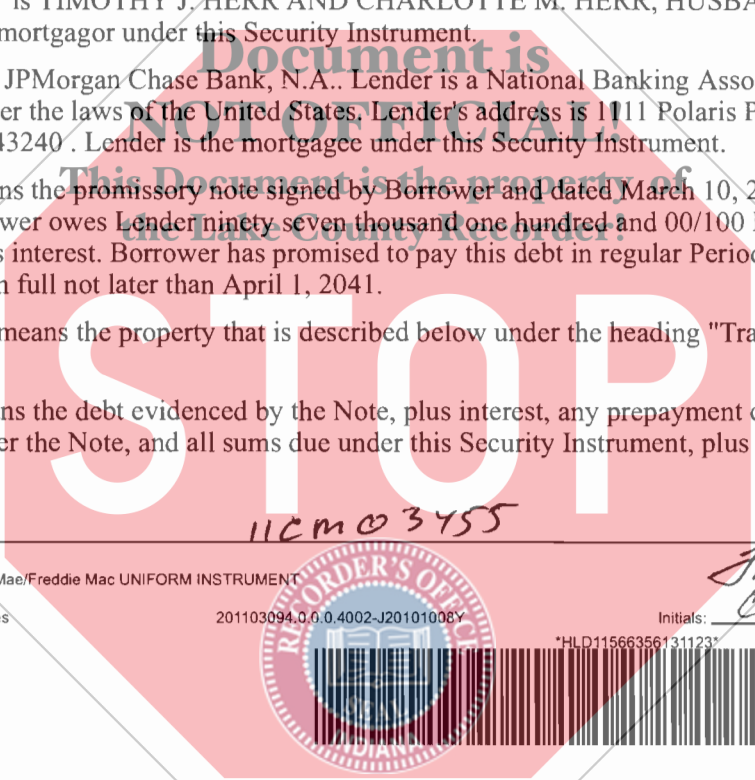 is TIMOTHY J. HERR AND CHARLOTTE M. HERR, HUSBA
mortgagor under this Security Instrument.
Document is
JPMorgan Chase Bank, N.A.. Lender is a National Banking Asso
er the laws of the United States. Lender's address is 1111 Polaris P
NOT OFFICIAL!
43240 . Lender is the mortgagee under this Security Instrument.
This Document is the property of
ns the promissory note signed by Borrower and dated March 10, 2
wer owes Lender ninety seven thousand one hundred and 00/100
the Lake County Recorder!
s interest. Borrower has promised to pay this debt in regular Period
n full not later than April 1, 2041.
means the property that is described below under the heading "Tra
STOP
ns the debt evidenced by the Note, plus interest, any prepayment c
er the Note, and all sums due under this Security Instrument, plus
11CM03455
Mae/Freddie Mac UNIFORM INSTRUMENT
es 201103094.0.0.0.4002-J20101008Y Initials:
*HLD11566356131123*
RECORDER'S OFFICE
SEAL
INDIANA